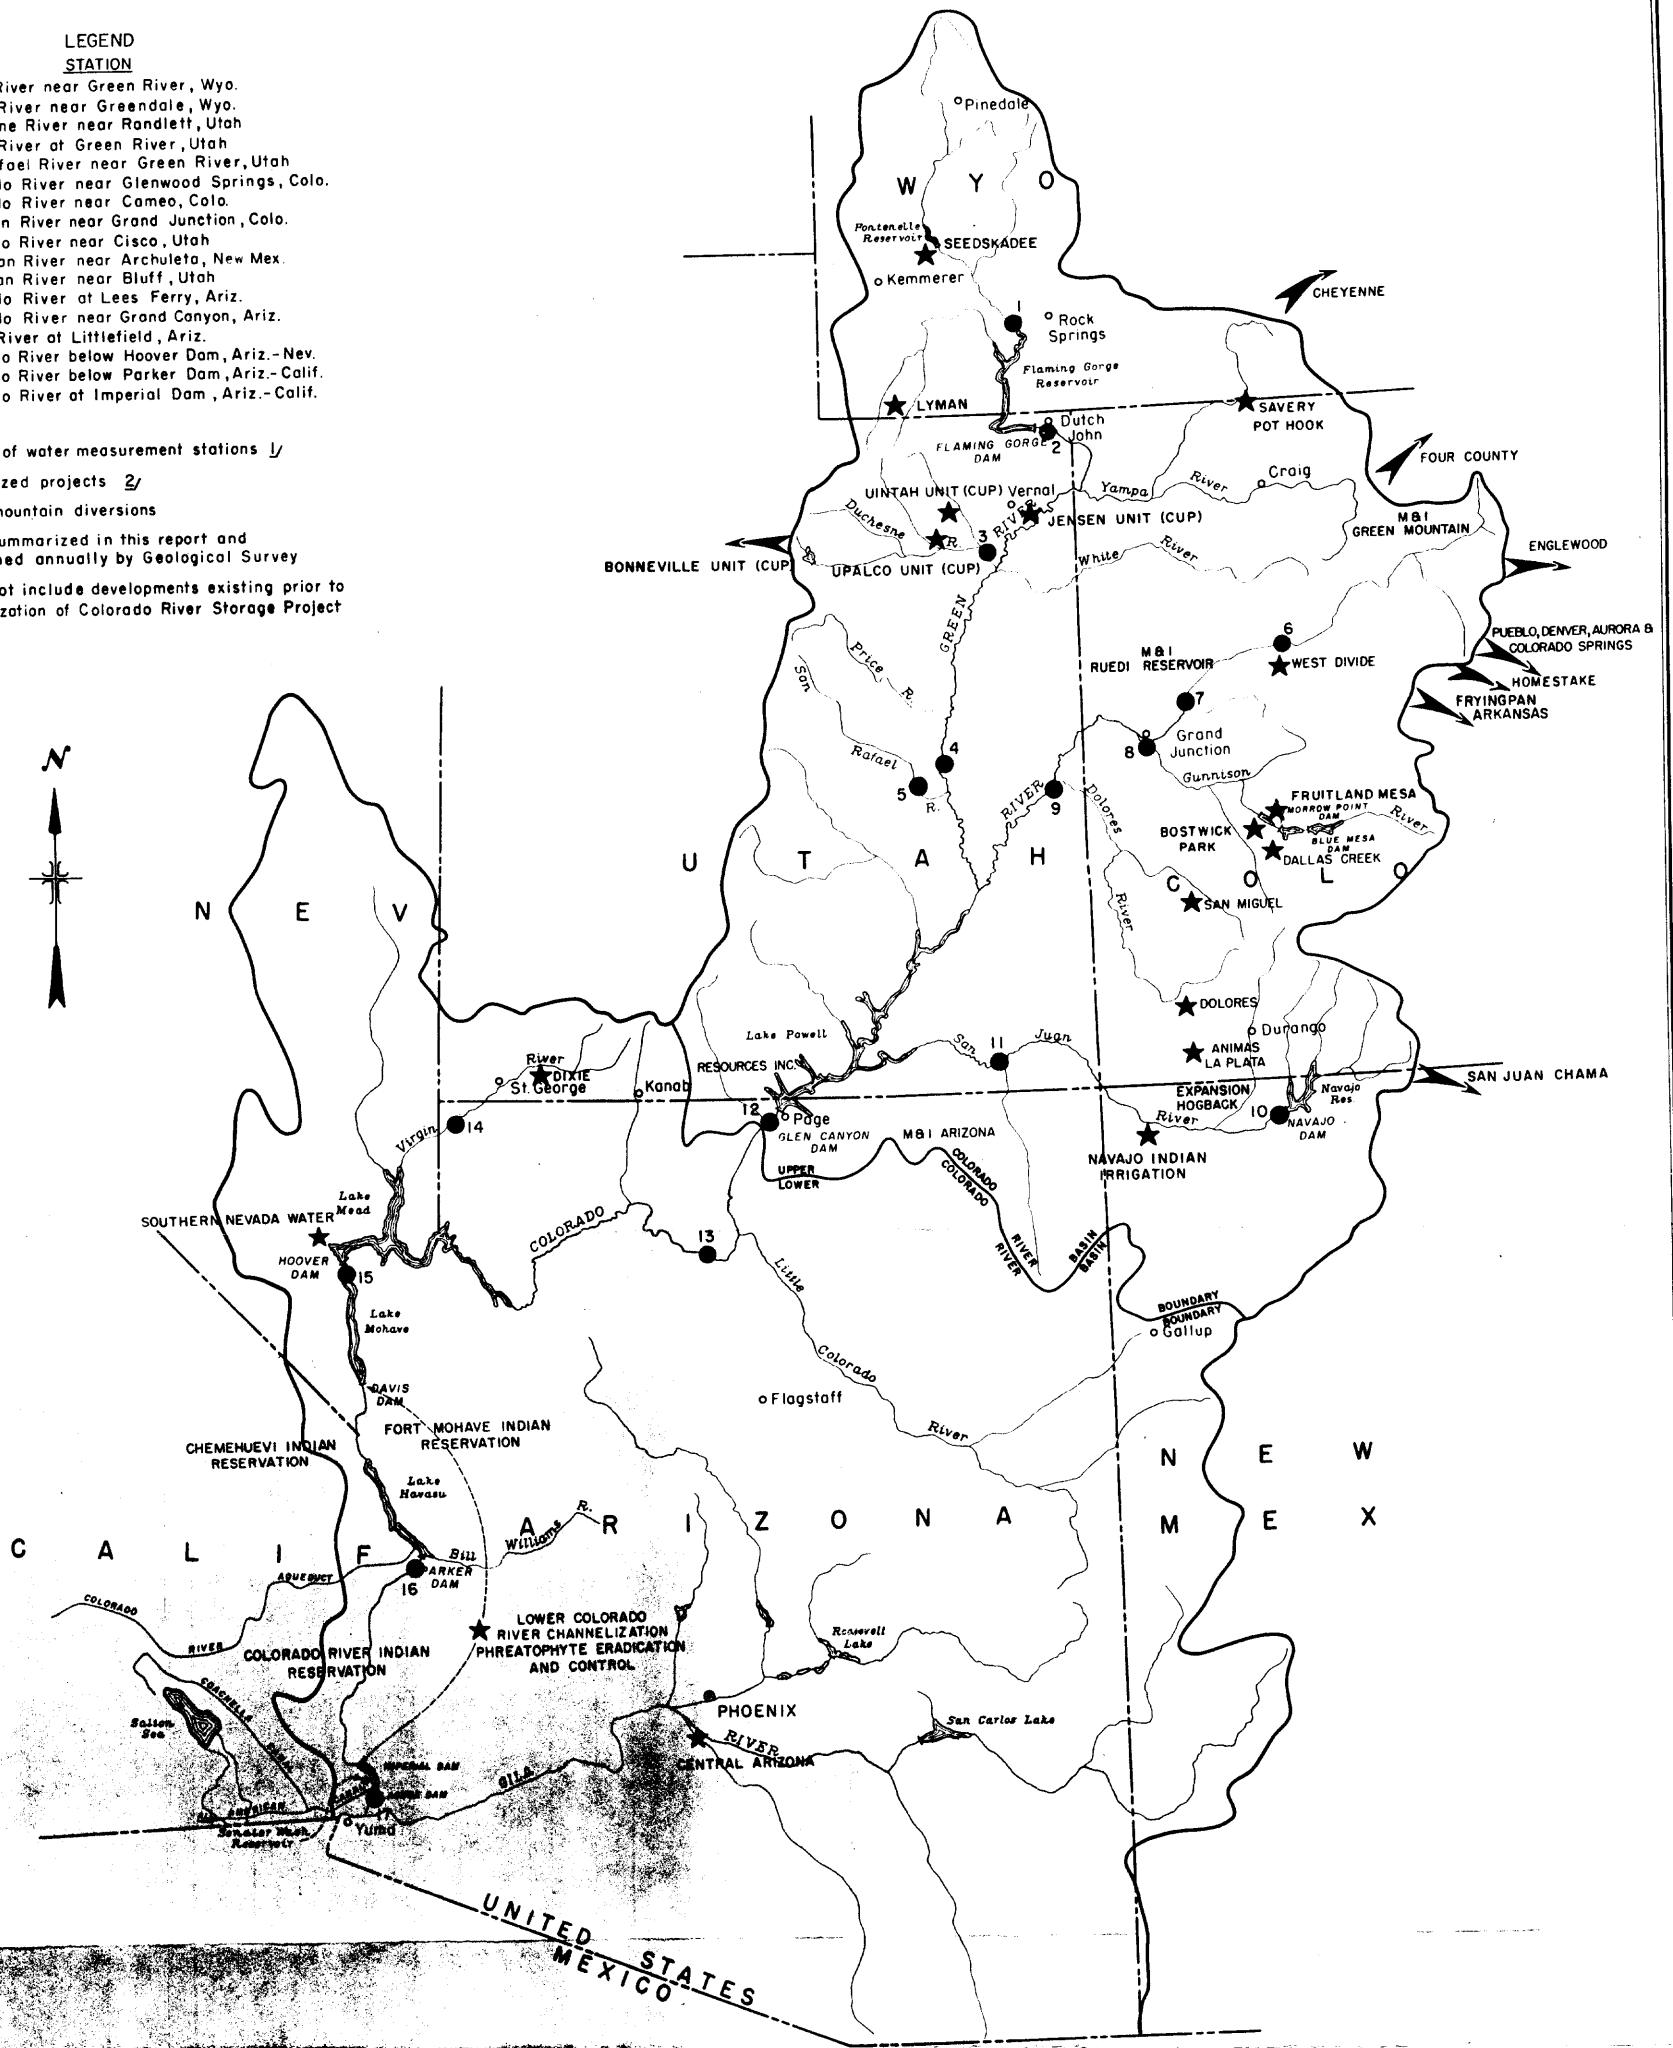 LEGEND
STATION
River near Green River, Wyo.
River near Greendale, Wyo.
ne River near Randlett, Utah
River at Green River, Utah
fael River near Green River, Utah
o River near Glenwood Springs, Colo.
lo River near Cameo, Colo.
n River near Grand Junction, Colo.
o River near Cisco, Utah
an River near Archuleta, New Mex.
an River near Bluff, Utah
o River at Lees Ferry, Ariz.
lo River near Grand Canyon, Ariz.
River at Littlefield, Ariz.
o River below Hoover Dam, Ariz.-Nev.
o River below Parker Dam, Ariz.-Calif.
o River at Imperial Dam, Ariz.-Calif.
of water measurement stations 1/
zed projects 2/
mountain diversions
ummarized in this report and
ed annually by Geological Survey
ot include developments existing prior to
zation of Colorado River Storage Project
Pinedale
W Y O
Fontenelle
Reservoir
SEEDSKADEE
Kemmerer
CHEYENNE
1
Rock
Springs
Flaming Gorge
Reservoir
LYMAN
SAVERY
POT HOOK
Dutch
John
FLAMING GORGE
DAM
2
FOUR COUNTY
Craig
Yampa River
UINTAH UNIT (CUP) Vernal
JENSEN UNIT (CUP)
M&I
GREEN MOUNTAIN
Duchesne R.
3
GREEN RIVER
White River
ENGLEWOOD
BONNEVILLE UNIT (CUP)
UPALCO UNIT (CUP)
6
PUEBLO, DENVER, AURORA &
COLORADO SPRINGS
M&I
RUEDI RESERVOIR
WEST DIVIDE
HOMESTAKE
FRYINGPAN
ARKANSAS
Price R.
San Rafael R.
7
Grand
Junction
8
4
5
9
RIVER
Dolores River
Gunnison River
FRUITLAND MESA
MORROW POINT
DAM
BOSTWICK
PARK
BLUE MESA
DAM
DALLAS CREEK
N
U T A H
C O L O
N E V
SAN MIGUEL
DOLORES
Durango
Lake Powell
San Juan River
11
ANIMAS
LA PLATA
RESOURCES INC.
River
DIXIE
St. George
Kanab
SAN JUAN CHAMA
EXPANSION
HOGBACK
Navajo
Res.
12
Page
GLEN CANYON
DAM
M&I ARIZONA
10
NAVAJO
DAM
Virgin
14
NAVAJO INDIAN
IRRIGATION
UPPER COLORADO RIVER BASIN BOUNDARY
LOWER COLORADO RIVER BASIN BOUNDARY
Lake
Mead
SOUTHERN NEVADA WATER
COLORADO
13
HOOVER
DAM
15
Little Colorado River
Lake
Mohave
Gallup
DAVIS
DAM
Flagstaff
FORT MOHAVE INDIAN
RESERVATION
CHEMEHUEVI INDIAN
RESERVATION
Lake
Havasu
N E W
M E X
A R I Z O N A
C A L I F
Bill Williams R.
PARKER
DAM
16
COLORADO RIVER AQUEDUCT
LOWER COLORADO
RIVER CHANNELIZATION
PHREATOPHYTE ERADICATION
AND CONTROL
COLORADO RIVER INDIAN
RESERVATION
Roosevelt
Lake
COACHELLA CANAL
Salton
Sea
PHOENIX
San Carlos Lake
GILA RIVER
CENTRAL ARIZONA
IMPERIAL DAM
DAM
17
ALL AMERICAN
Senator Wash
Reservoir
Yuma
UNITED STATES
MEXICO